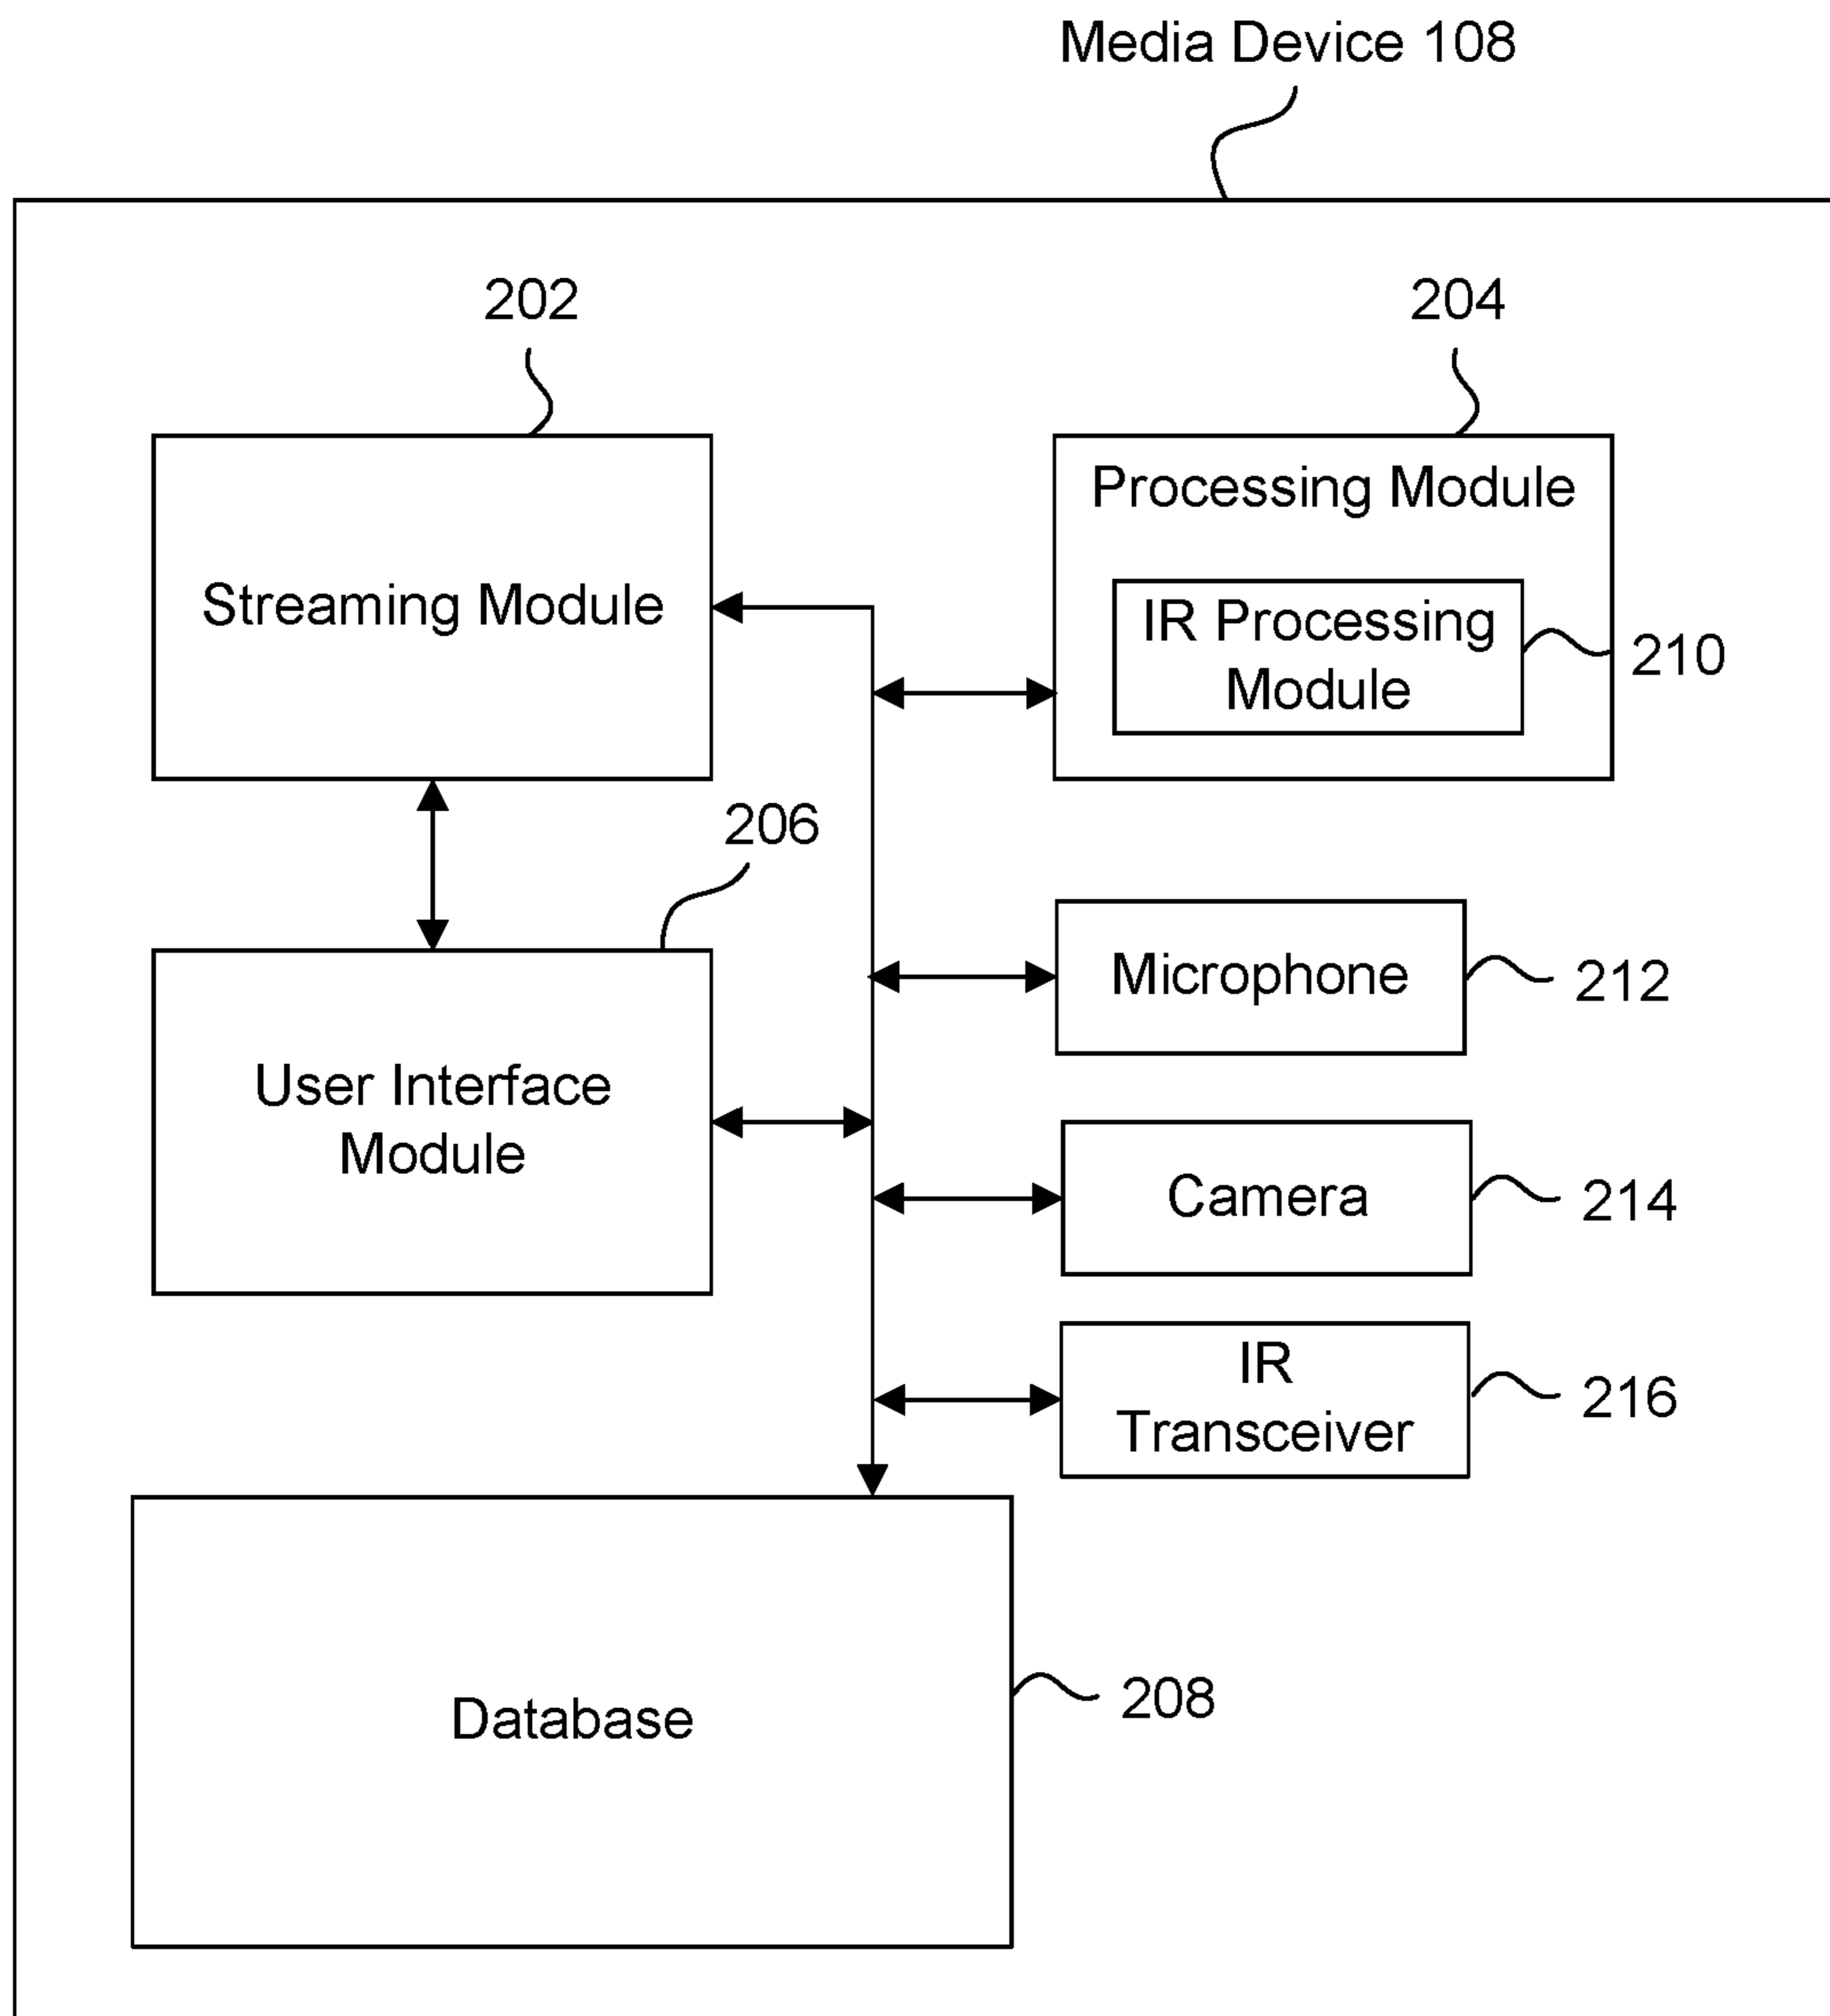 Media Device 108
202
204
Streaming Module
Processing Module
IR Processing
Module
210
206
User Interface
Module
Microphone
212
Camera
214
IR
Transceiver
216
Database
208